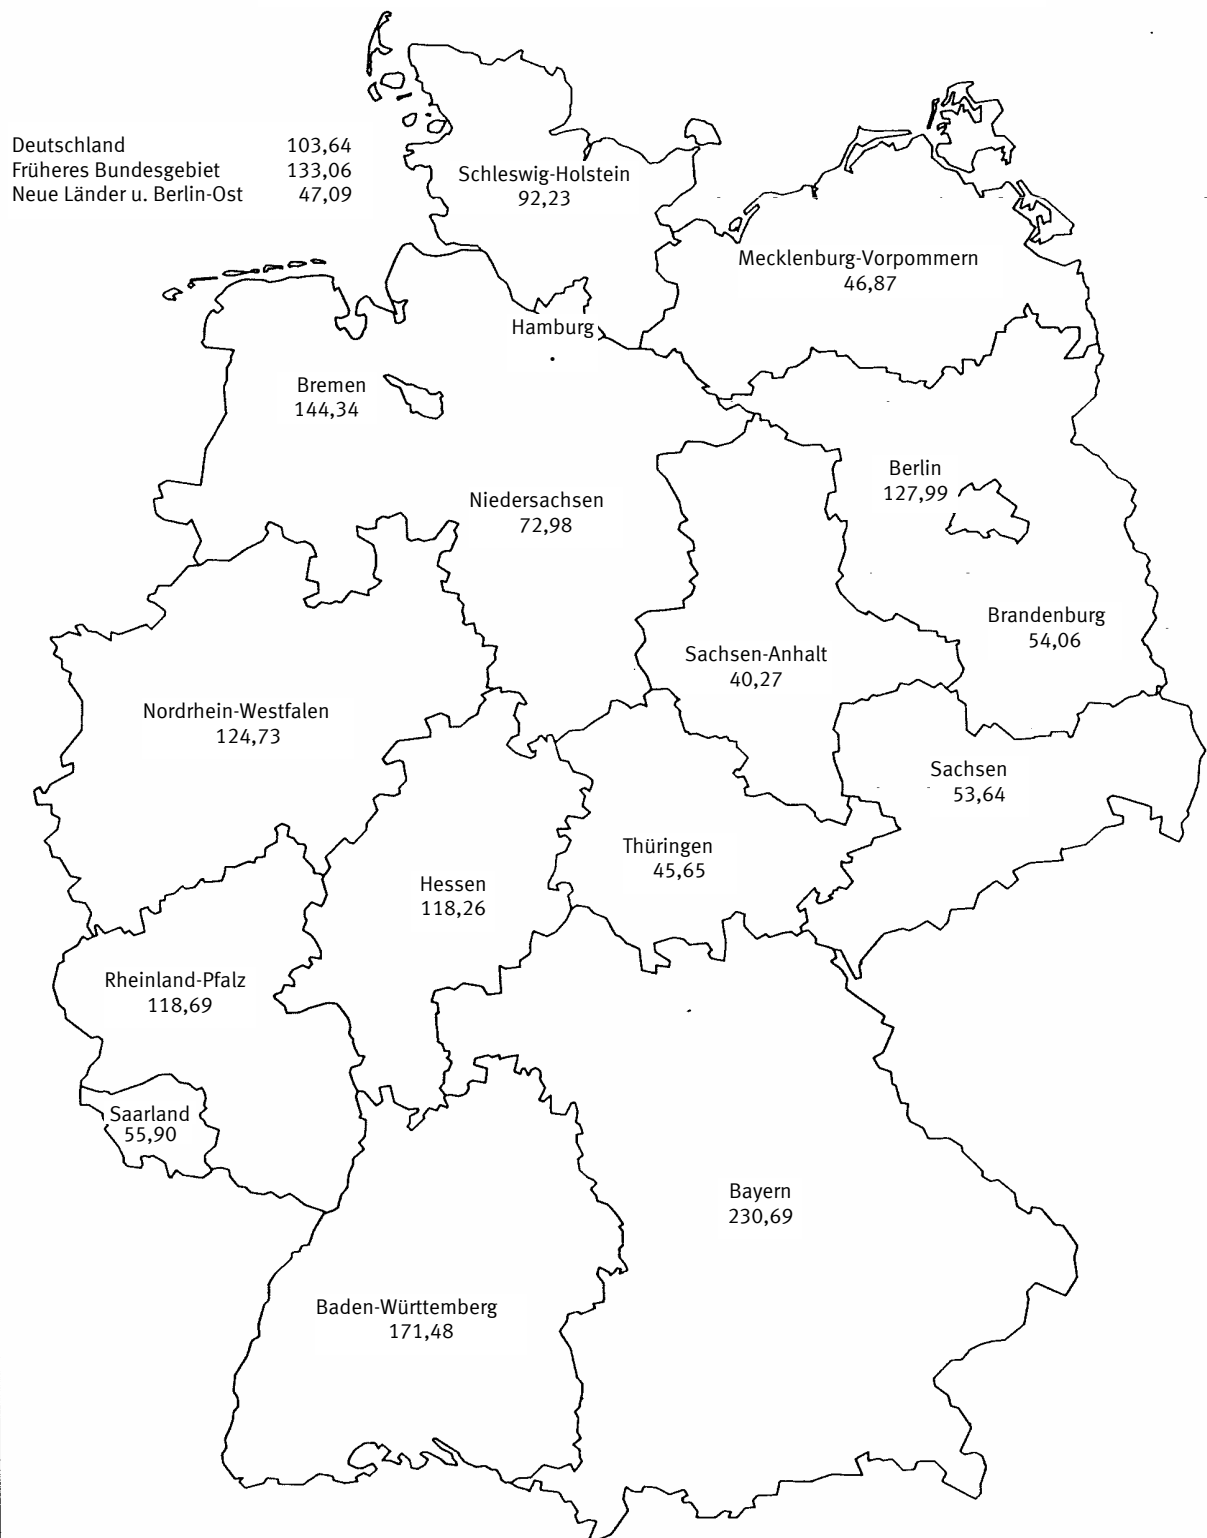 Deutschland 103,64
Früheres Bundesgebiet 133,06
Neue Länder u. Berlin-Ost 47,09
Schleswig-Holstein
92,23
Mecklenburg-Vorpommern
46,87
Hamburg
•
Bremen
144,34
Berlin
127,99
Niedersachsen
72,98
Brandenburg
54,06
Sachsen-Anhalt
40,27
Nordrhein-Westfalen
124,73
Sachsen
53,64
Thüringen
45,65
Hessen
118,26
Rheinland-Pfalz
118,69
Saarland
55,90
Bayern
230,69
Baden-Württemberg
171,48